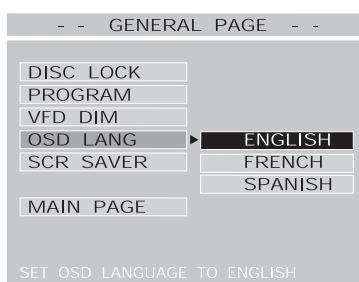 - - GENERAL PAGE - -
DISC LOCK
PROGRAM
VFD DIM
OSD LANG ENGLISH
SCR SAVER FRENCH
SPANISH
MAIN PAGE
SET OSD LANGUAGE TO ENGLISH